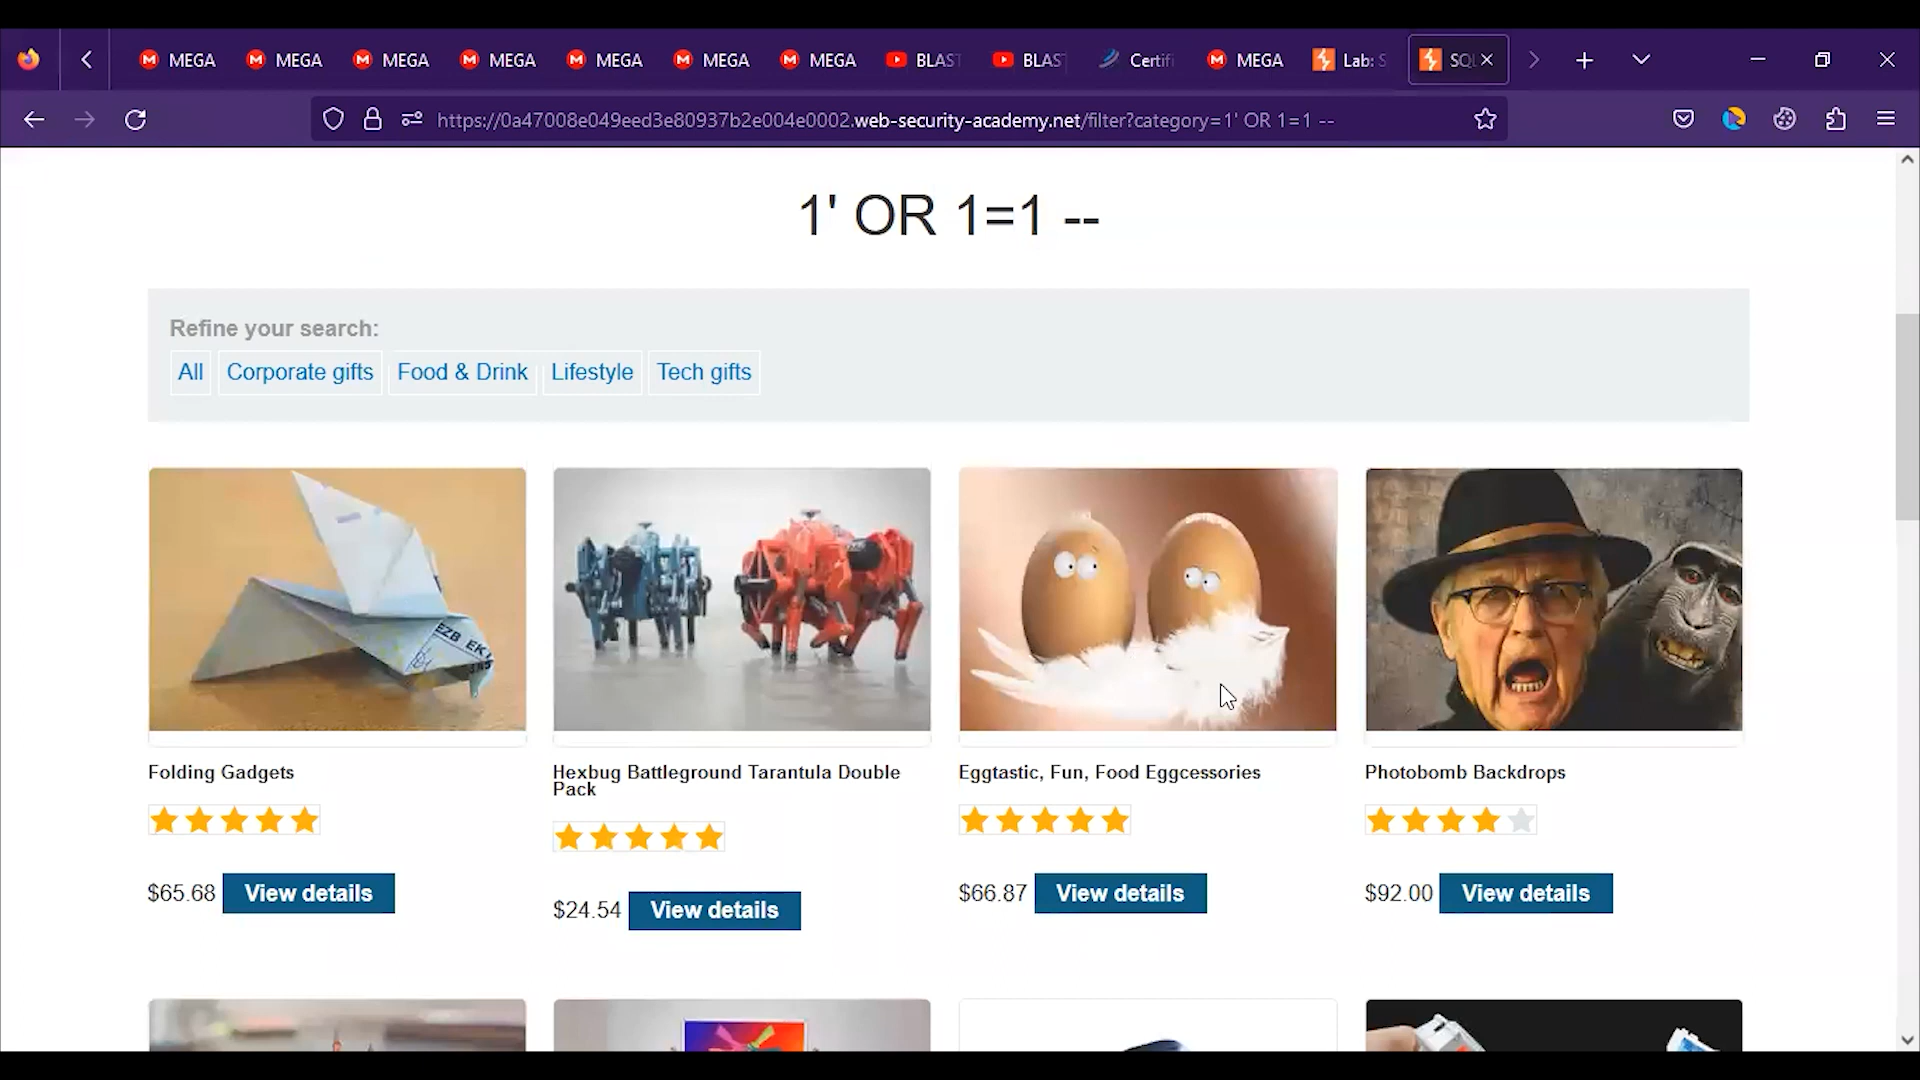 MEGA MEGA MEGA MEGA MEGA MEGA MEGA BLAST BLAST Certifi MEGA Lab: S SQL
https://0a47008e049eed3e80937b2e004e0002.web-security-academy.net/filter?category=1' OR 1=1 --
1' OR 1=1 --
Refine your search:
All Corporate gifts Food & Drink Lifestyle Tech gifts
EZB EK
Folding Gadgets Hexbug Battleground Tarantula Double Eggtastic, Fun, Food Eggcessories Photobomb Backdrops
Pack
$65.68 View details $24.54 View details $66.87 View details $92.00 View details